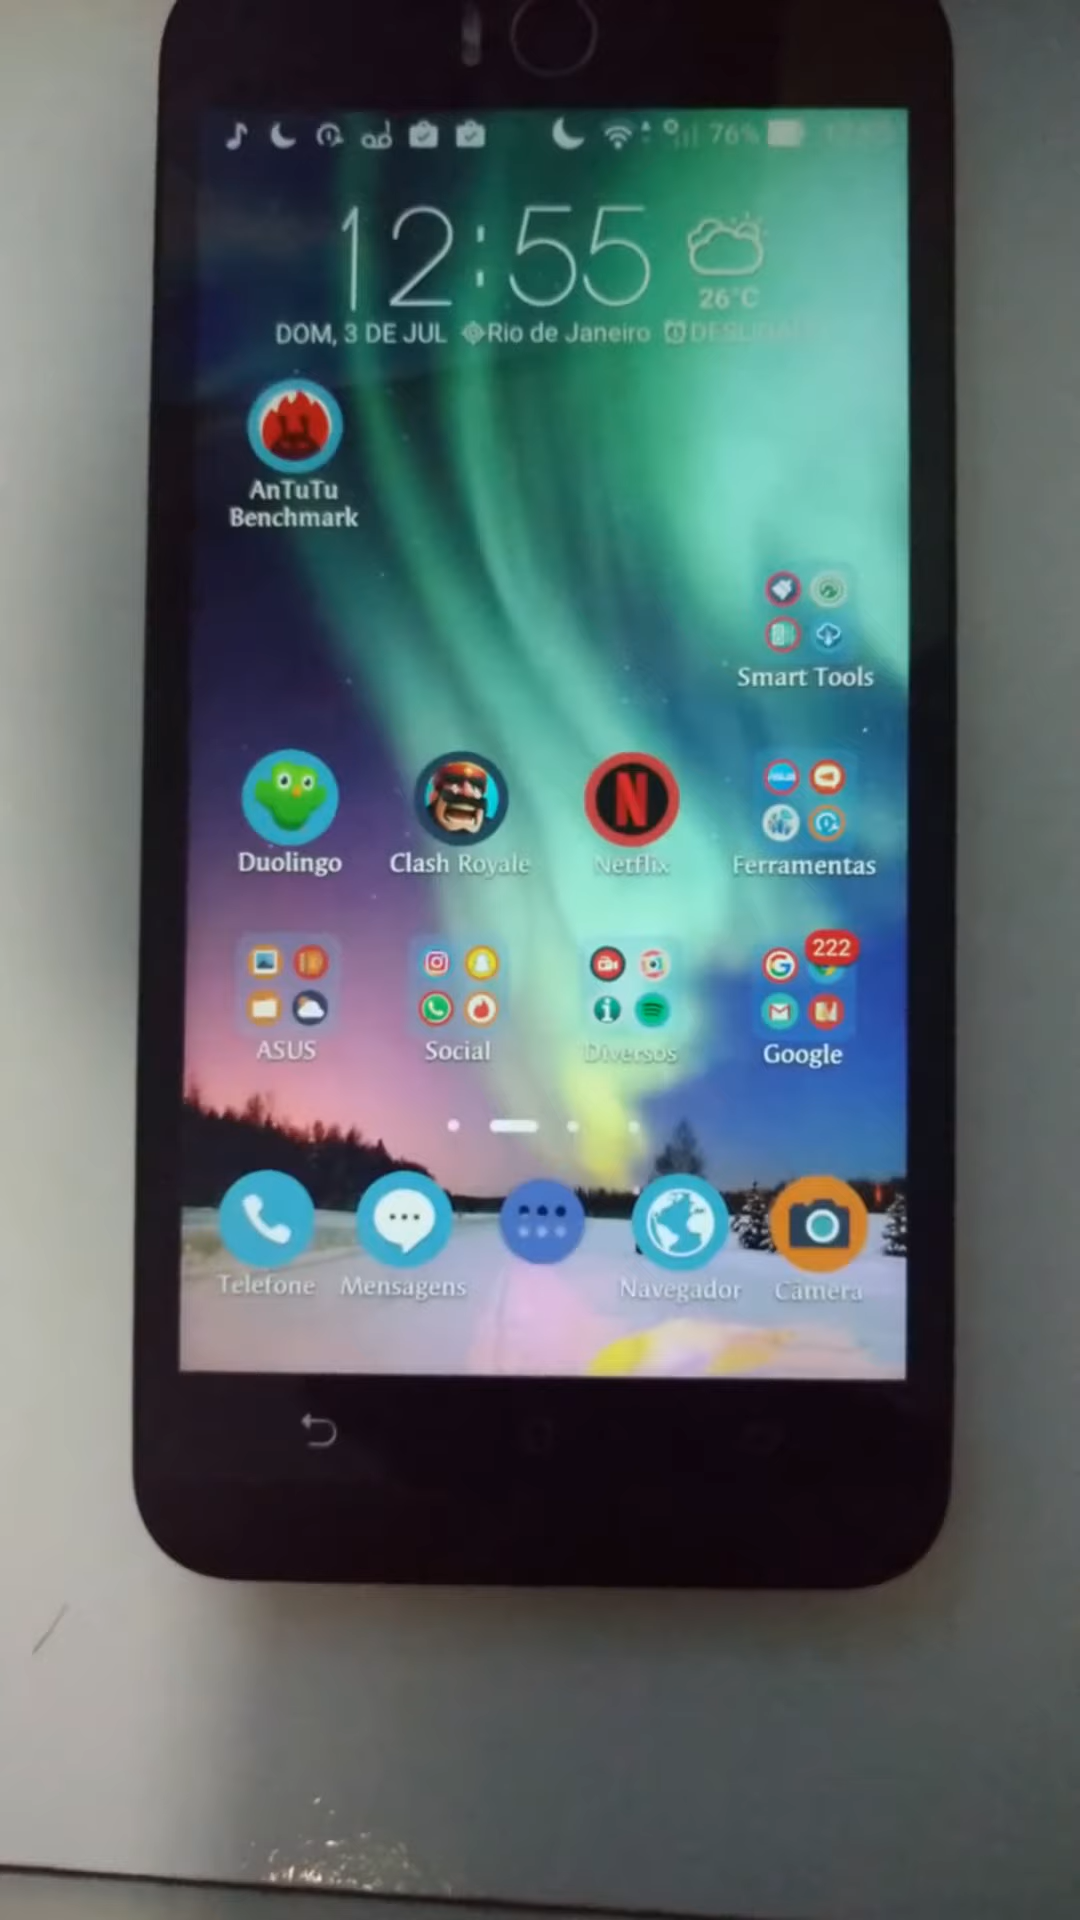 76%
12:55
26°C
DOM, 3 DE JUL Rio de Janeiro
AnTuTu
Benchmark
Smart Tools
Duolingo Clash Royale Netflix Ferramentas
222
ASUS Social Diversos Google
Telefone Mensagens Navegador Câmera